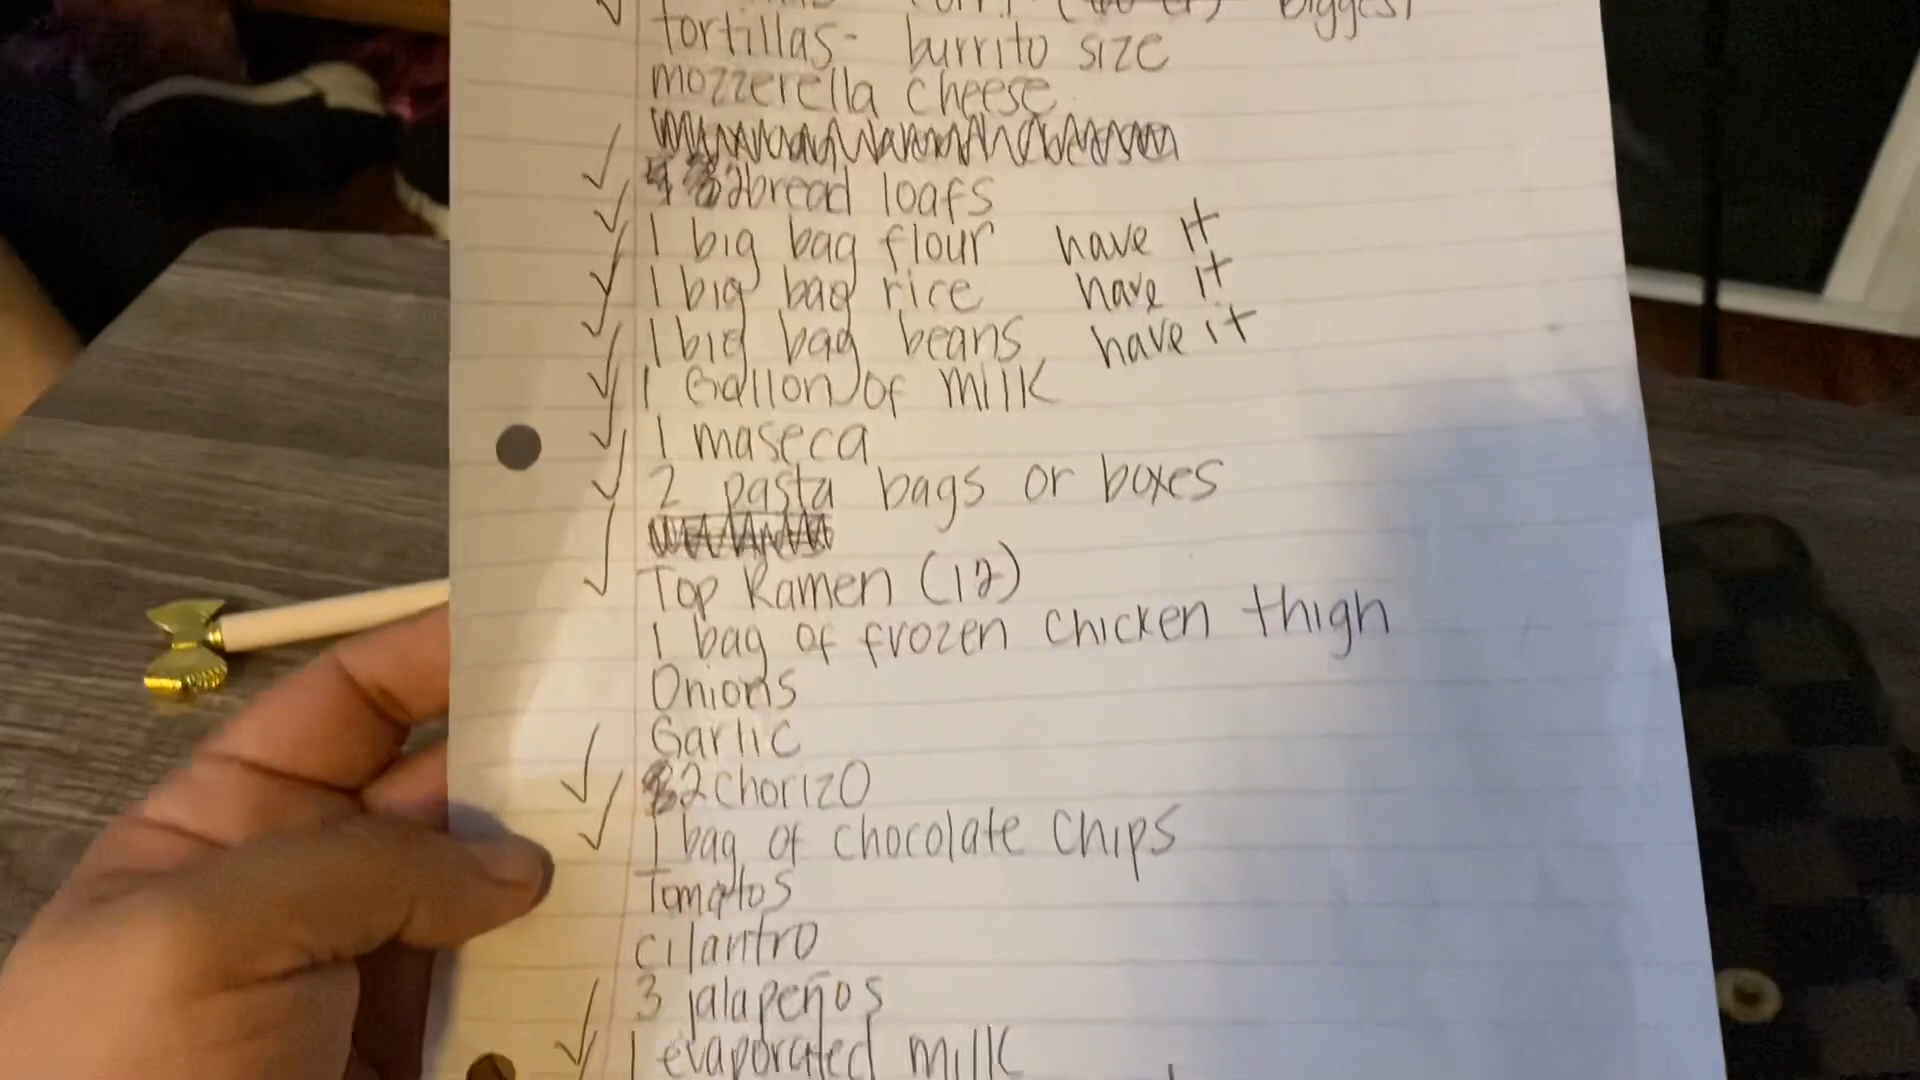 biggest
tortillas- burrito size
mozzerella cheese
2 bread loafs
1 big bag flour have it
1 big bag rice have it
1 big bag beans have it
1 Gallon of milk
1 maseca
2 pasta bags or boxes
Top Ramen (12)
1 bag of frozen chicken thigh
Onions
Garlic
2 chorizo
1 bag of chocolate chips
Tomatos
cilantro
3 jalapeños
1 evaporated milk